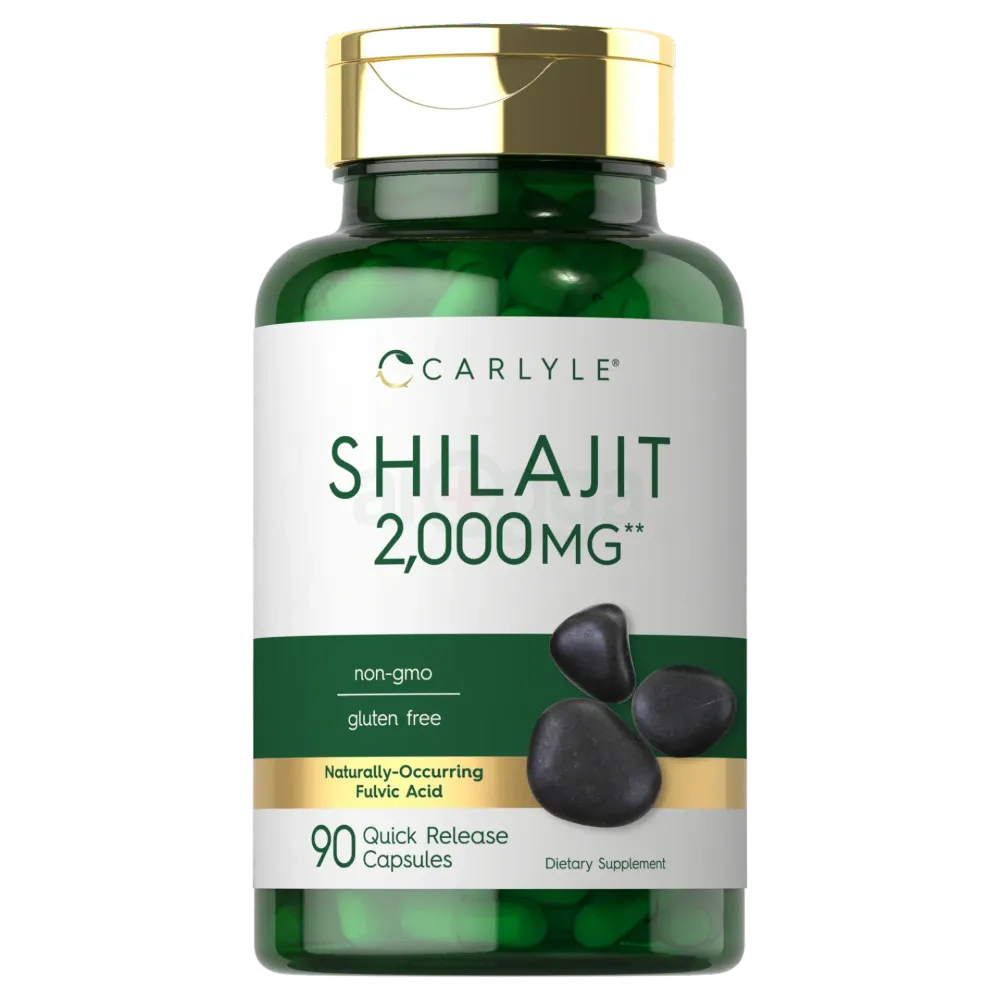 CARLYLE®
SHILAJIT
2,000MG**
non-gmo
gluten free
Naturally-Occurring
Fulvic Acid
90 Quick Release
Capsules
Dietary Supplement